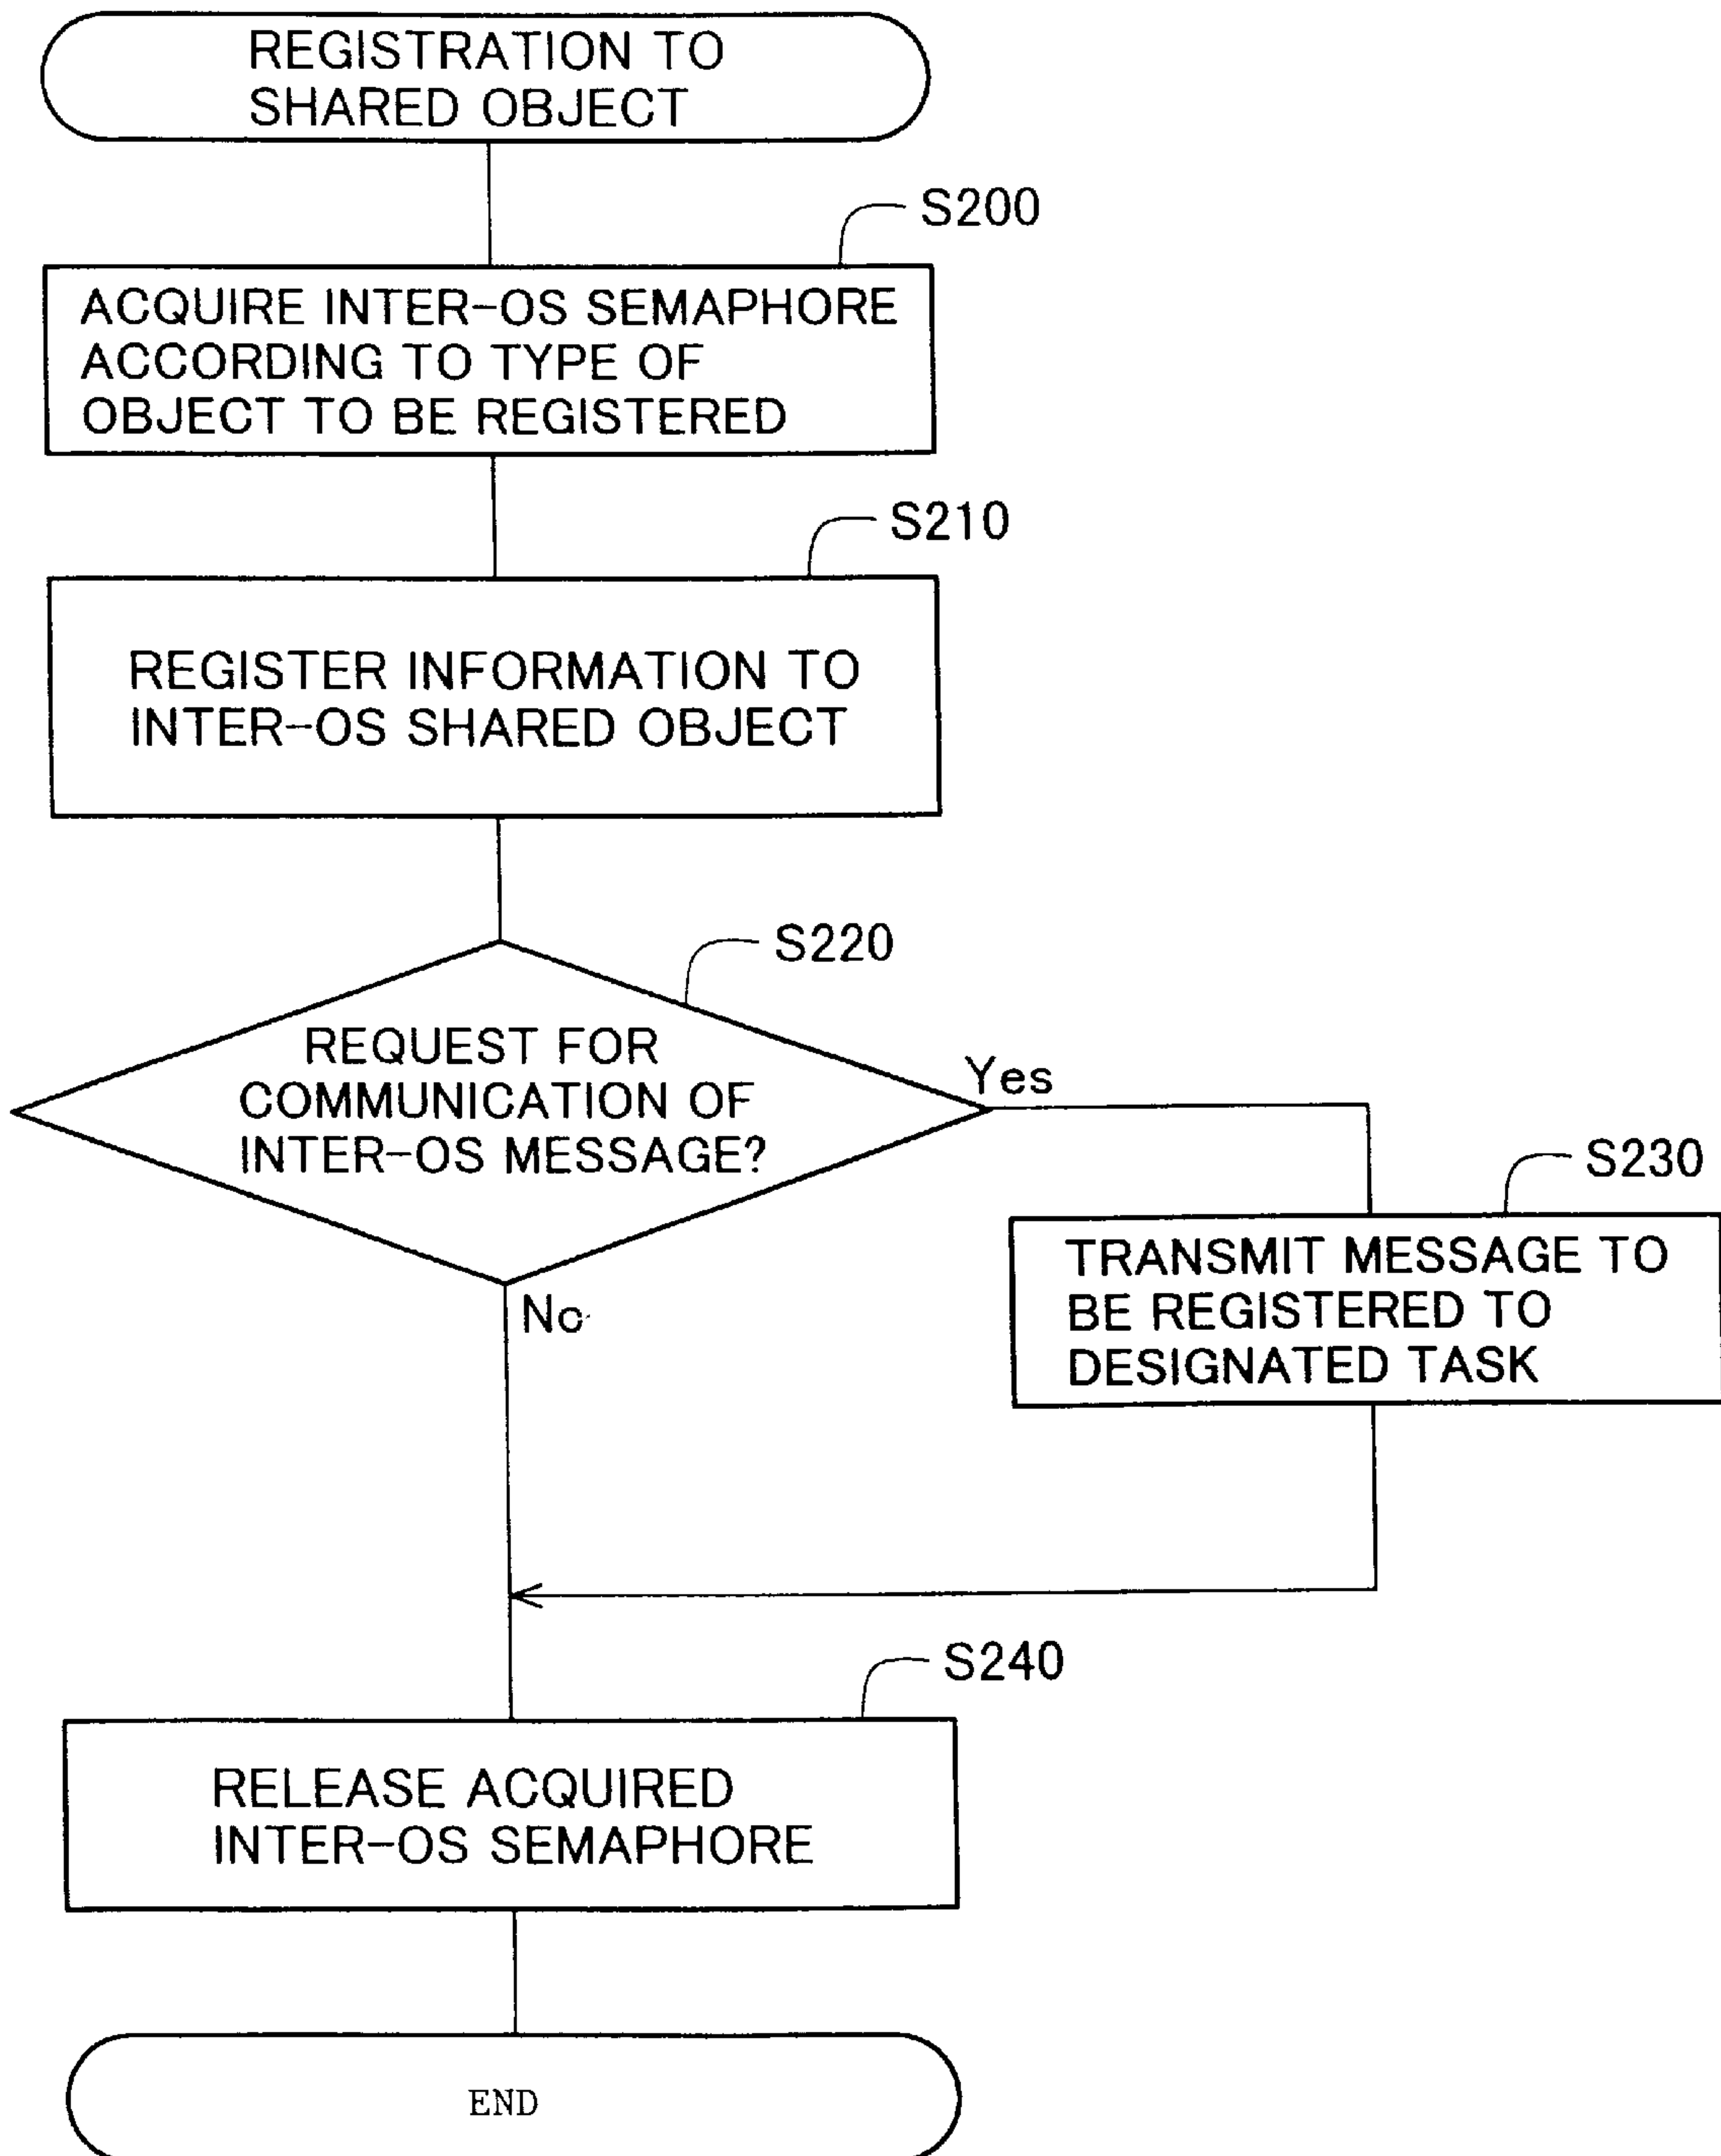 REGISTRATION TO
SHARED OBJECT
S200
ACQUIRE INTER-OS SEMAPHORE
ACCORDING TO TYPE OF
OBJECT TO BE REGISTERED
S210
REGISTER INFORMATION TO
INTER-OS SHARED OBJECT
S220
REQUEST FOR
COMMUNICATION OF
INTER-OS MESSAGE?
Yes
No
S230
TRANSMIT MESSAGE TO
BE REGISTERED TO
DESIGNATED TASK
S240
RELEASE ACQUIRED
INTER-OS SEMAPHORE
END